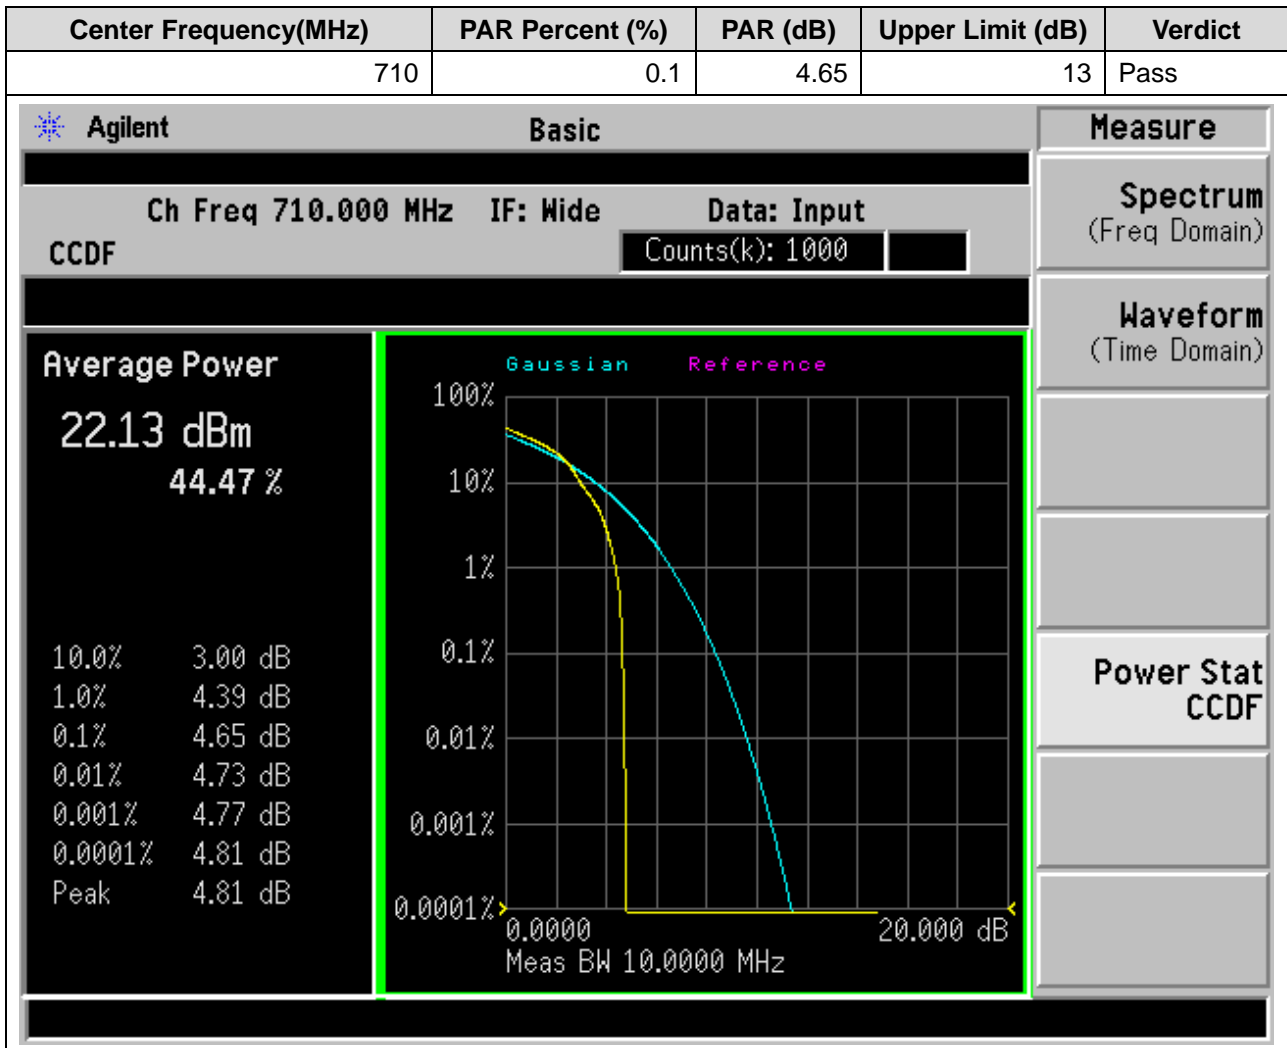 Center Frequency(MHz) PAR Percent (%) PAR (dB) Upper Limit (dB) Verdict
710 0.1 4.65 13 Pass
Agilent Basic Measure
Ch Freq 710.000 MHz IF: Wide Data: Input
CCDF Counts(k): 1000
Average Power
22.13 dBm
44.47 %
10.0% 3.00 dB
1.0% 4.39 dB
0.1% 4.65 dB
0.01% 4.73 dB
0.001% 4.77 dB
0.0001% 4.81 dB
Peak 4.81 dB
Gaussian Reference
100%
10%
1%
0.1%
0.01%
0.001%
0.0001%
0.0000 20.000 dB
Meas BW 10.0000 MHz
Spectrum
(Freq Domain)
Waveform
(Time Domain)
Power Stat
CCDF